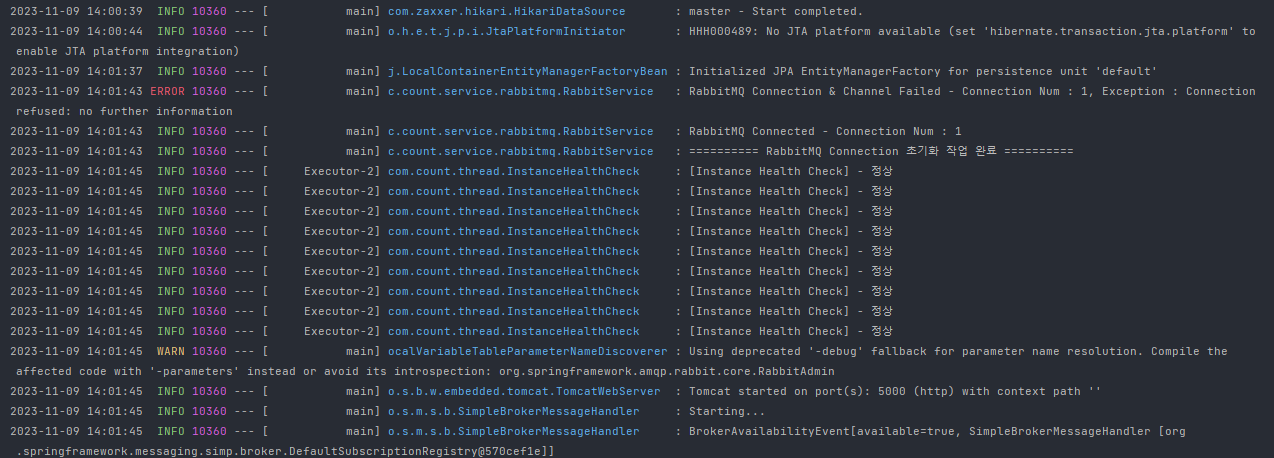 2023-11-09 14:00:39  INFO 10360 --- [           main] com.zaxxer.hikari.HikariDataSource       : master - Start completed.
2023-11-09 14:00:44  INFO 10360 --- [           main] o.h.e.t.j.p.i.JtaPlatformInitiator       : HHH000489: No JTA platform available (set 'hibernate.transaction.jta.platform' to
enable JTA platform integration)
2023-11-09 14:01:37  INFO 10360 --- [           main] j.LocalContainerEntityManagerFactoryBean : Initialized JPA EntityManagerFactory for persistence unit 'default'
2023-11-09 14:01:43 ERROR 10360 --- [           main] c.count.service.rabbitmq.RabbitService   : RabbitMQ Connection & Channel Failed - Connection Num : 1, Exception : Connection
refused: no further information
2023-11-09 14:01:43  INFO 10360 --- [           main] c.count.service.rabbitmq.RabbitService   : RabbitMQ Connected - Connection Num : 1
2023-11-09 14:01:43  INFO 10360 --- [           main] c.count.service.rabbitmq.RabbitService   : ========== RabbitMQ Connection 초기화 작업 완료 ==========
2023-11-09 14:01:45  INFO 10360 --- [     Executor-2] com.count.thread.InstanceHealthCheck     : [Instance Health Check] - 정상
2023-11-09 14:01:45  INFO 10360 --- [     Executor-2] com.count.thread.InstanceHealthCheck     : [Instance Health Check] - 정상
2023-11-09 14:01:45  INFO 10360 --- [     Executor-2] com.count.thread.InstanceHealthCheck     : [Instance Health Check] - 정상
2023-11-09 14:01:45  INFO 10360 --- [     Executor-2] com.count.thread.InstanceHealthCheck     : [Instance Health Check] - 정상
2023-11-09 14:01:45  INFO 10360 --- [     Executor-2] com.count.thread.InstanceHealthCheck     : [Instance Health Check] - 정상
2023-11-09 14:01:45  INFO 10360 --- [     Executor-2] com.count.thread.InstanceHealthCheck     : [Instance Health Check] - 정상
2023-11-09 14:01:45  INFO 10360 --- [     Executor-2] com.count.thread.InstanceHealthCheck     : [Instance Health Check] - 정상
2023-11-09 14:01:45  INFO 10360 --- [     Executor-2] com.count.thread.InstanceHealthCheck     : [Instance Health Check] - 정상
2023-11-09 14:01:45  INFO 10360 --- [     Executor-2] com.count.thread.InstanceHealthCheck     : [Instance Health Check] - 정상
2023-11-09 14:01:45  WARN 10360 --- [           main] ocalVariableTableParameterNameDiscoverer : Using deprecated '-debug' fallback for parameter name resolution. Compile the
affected code with '-parameters' instead or avoid its introspection: org.springframework.amqp.rabbit.core.RabbitAdmin
2023-11-09 14:01:45  INFO 10360 --- [           main] o.s.b.w.embedded.tomcat.TomcatWebServer  : Tomcat started on port(s): 5000 (http) with context path ''
2023-11-09 14:01:45  INFO 10360 --- [           main] o.s.m.s.b.SimpleBrokerMessageHandler     : Starting...
2023-11-09 14:01:45  INFO 10360 --- [           main] o.s.m.s.b.SimpleBrokerMessageHandler     : BrokerAvailabilityEvent[available=true, SimpleBrokerMessageHandler [org
.springframework.messaging.simp.broker.DefaultSubscriptionRegistry@570cef1e]]